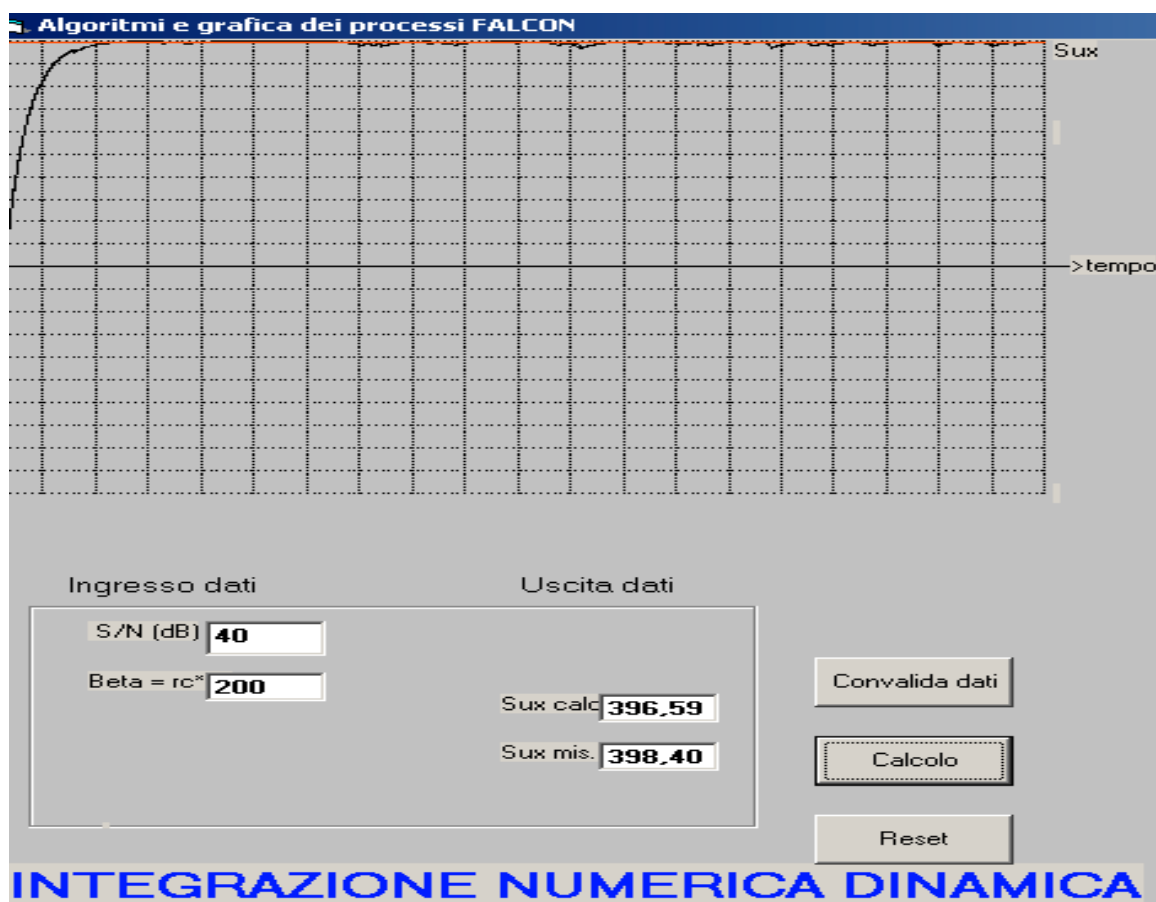 Algoritmi e grafica dei processi FALCON
Sux
>tempo
Ingresso dati
Uscita dati
S/N (dB) 40
Beta = rc* 200
Sux calc 396,59
Sux mis. 398,40
Convalida dati
Calcolo
Reset
INTEGRAZIONE NUMERICA DINAMICA